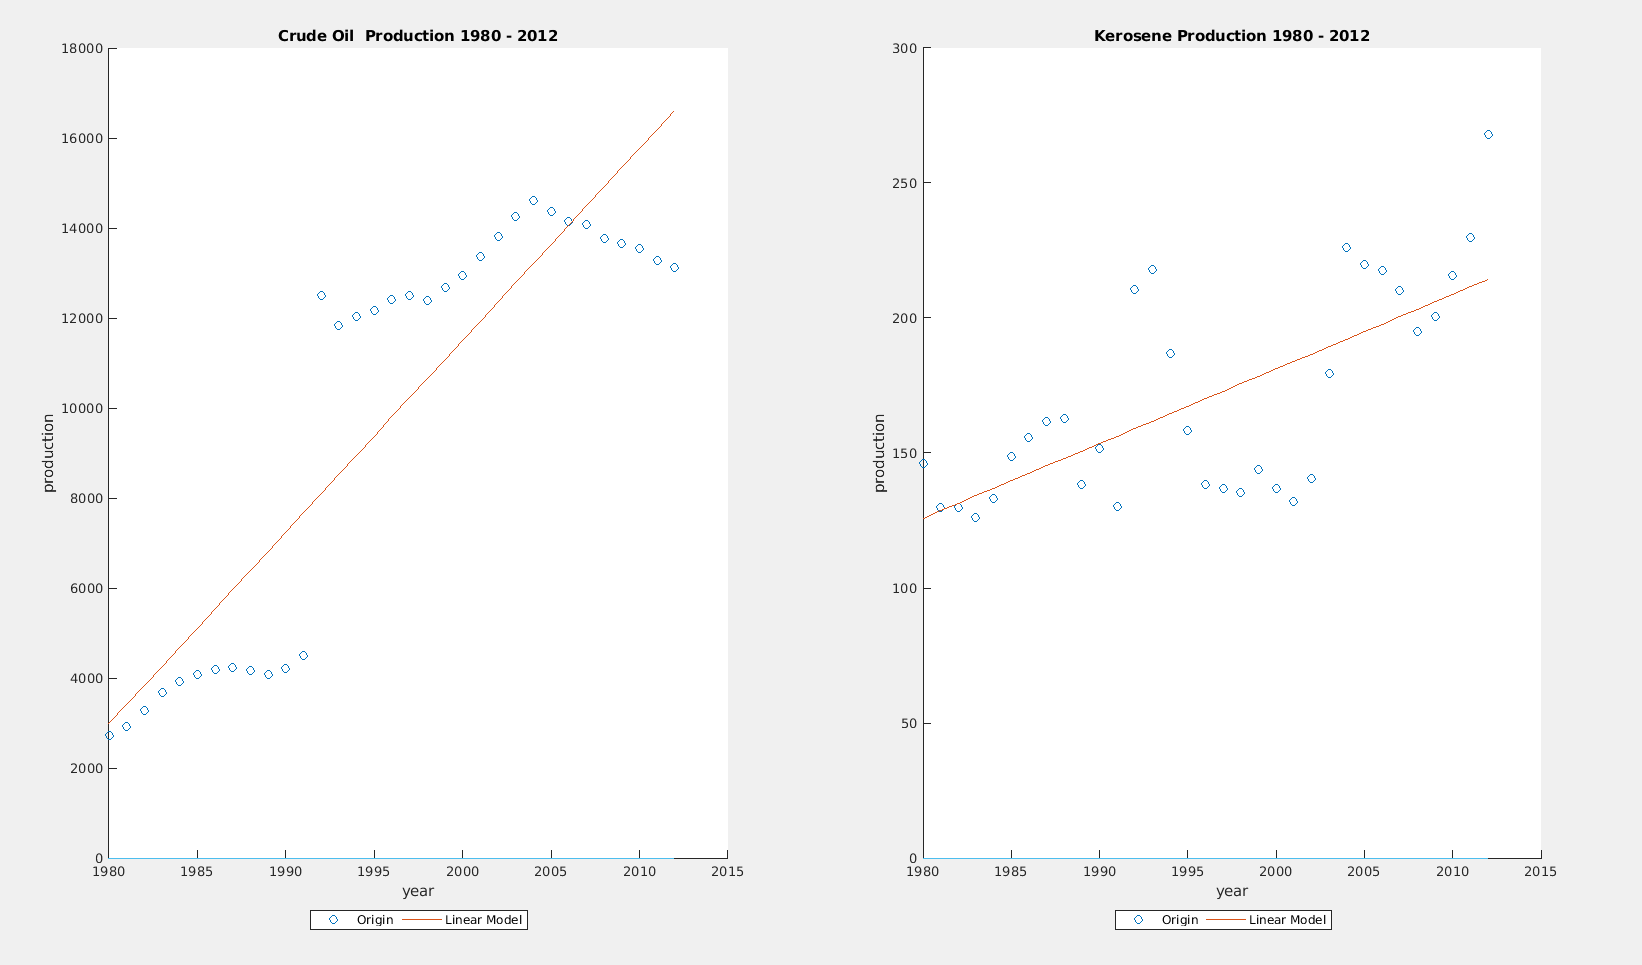 Crude Oil  Production 1980 - 2012
18000
16000
14000
12000
10000
8000
6000
4000
2000
0
production
1980 1985 1990 1995 2000 2005 2010 2015
year
Origin Linear Model
Kerosene Production 1980 - 2012
300
250
200
150
100
50
0
production
1980 1985 1990 1995 2000 2005 2010 2015
year
Origin Linear Model